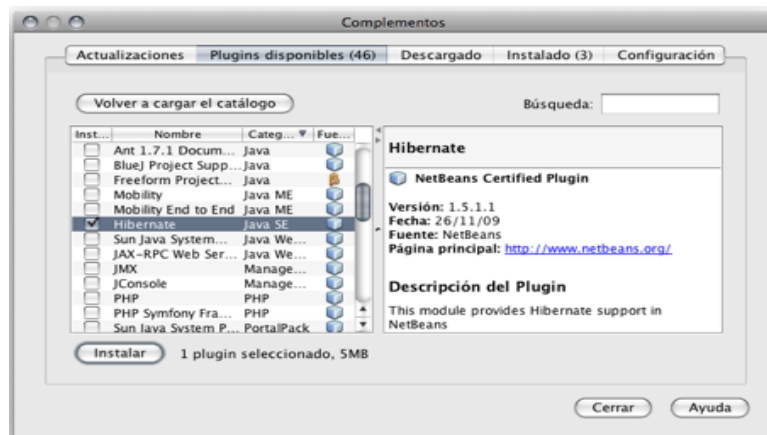 Complementos
Actualizaciones Plugins disponibles (46) Descargado Instalado (3) Configuración
Volver a cargar el catálogo
Búsqueda:
Inst... Nombre Categ... Fue...
Ant 1.7.1 Docum... Java
BlueJ Project Supp... Java
Freeform Project... Java
Mobility Java ME
Mobility End to End Java ME
Hibernate Java SE
Sun Java System... Java We...
JAX-RPC Web Ser... Java We...
JMX Manage...
JConsole Manage...
PHP PHP
PHP Symfony Fra... PHP
Sun Java System P... PortalPack
Hibernate
NetBeans Certified Plugin
Versión: 1.5.1.1
Fecha: 26/11/09
Fuente: NetBeans
Página principal: http://www.netbeans.org/
Descripción del Plugin
This module provides Hibernate support in
NetBeans
Instalar 1 plugin seleccionado, 5MB
Cerrar Ayuda